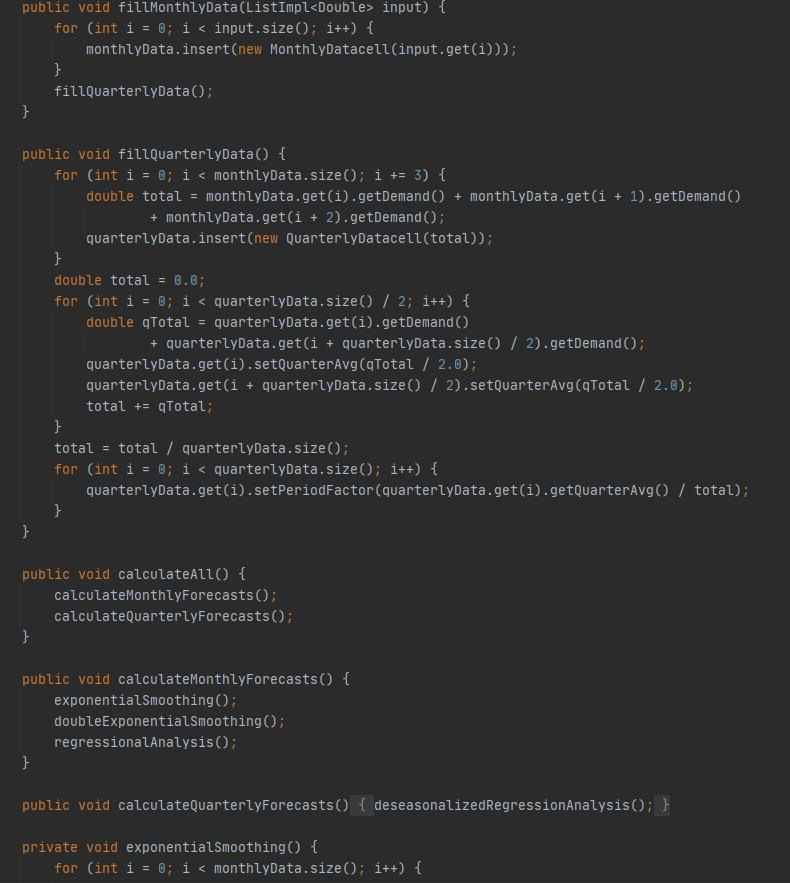 public void fillMonthlyData(ListImpl<Double> input) {
    for (int i = 0; i < input.size(); i++) {
        monthlyData.insert(new MonthlyDatacell(input.get(i)));
    }
    fillQuarterlyData();
}

public void fillQuarterlyData() {
    for (int i = 0; i < monthlyData.size(); i += 3) {
        double total = monthlyData.get(i).getDemand() + monthlyData.get(i + 1).getDemand()
                + monthlyData.get(i + 2).getDemand();
        quarterlyData.insert(new QuarterlyDatacell(total));
    }
    double total = 0.0;
    for (int i = 0; i < quarterlyData.size() / 2; i++) {
        double qTotal = quarterlyData.get(i).getDemand()
                + quarterlyData.get(i + quarterlyData.size() / 2).getDemand();
        quarterlyData.get(i).setQuarterAvg(qTotal / 2.0);
        quarterlyData.get(i + quarterlyData.size() / 2).setQuarterAvg(qTotal / 2.0);
        total += qTotal;
    }
    total = total / quarterlyData.size();
    for (int i = 0; i < quarterlyData.size(); i++) {
        quarterlyData.get(i).setPeriodFactor(quarterlyData.get(i).getQuarterAvg() / total);
    }
}

public void calculateAll() {
    calculateMonthlyForecasts();
    calculateQuarterlyForecasts();
}

public void calculateMonthlyForecasts() {
    exponentialSmoothing();
    doubleExponentialSmoothing();
    regressionalAnalysis();
}

public void calculateQuarterlyForecasts() { deseasonalizedRegressionAnalysis(); }

private void exponentialSmoothing() {
    for (int i = 0; i < monthlyData.size(); i++) {